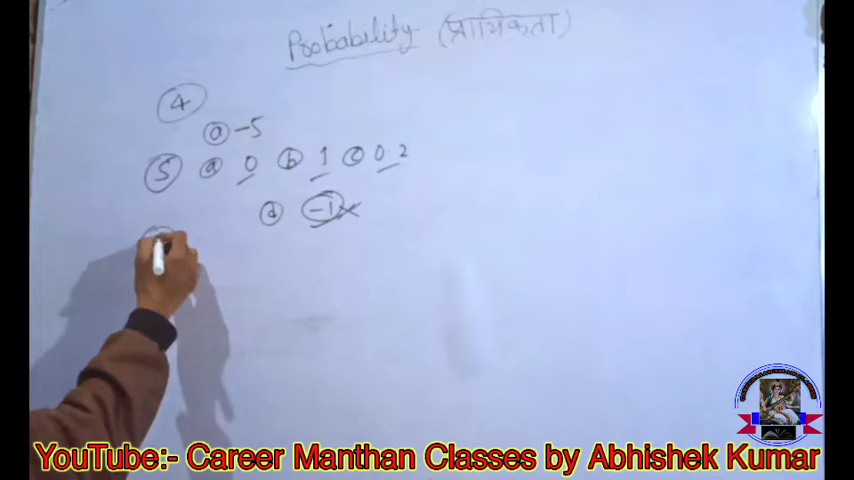 Probability (प्रायिकता)
4
a -5
5 a 0 b 1 c 0.2
d -1
YouTube:- Career Manthan Classes by Abhishek Kumar